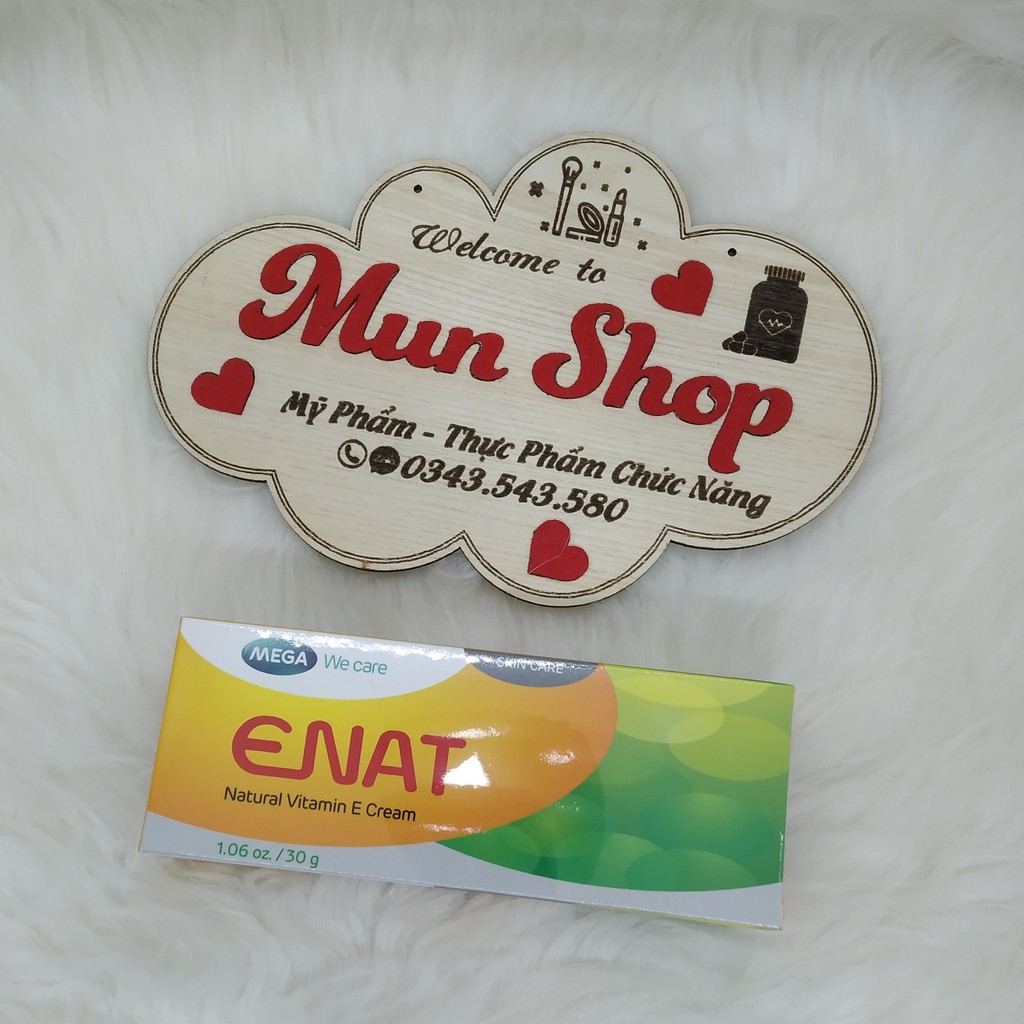 Welcome to
Mun Shop
Mỹ Phẩm - Thực Phẩm Chức Năng
0343.543.580
MEGA We care
SKIN CARE
ENAT
Natural Vitamin E Cream
1.06 oz. / 30 g